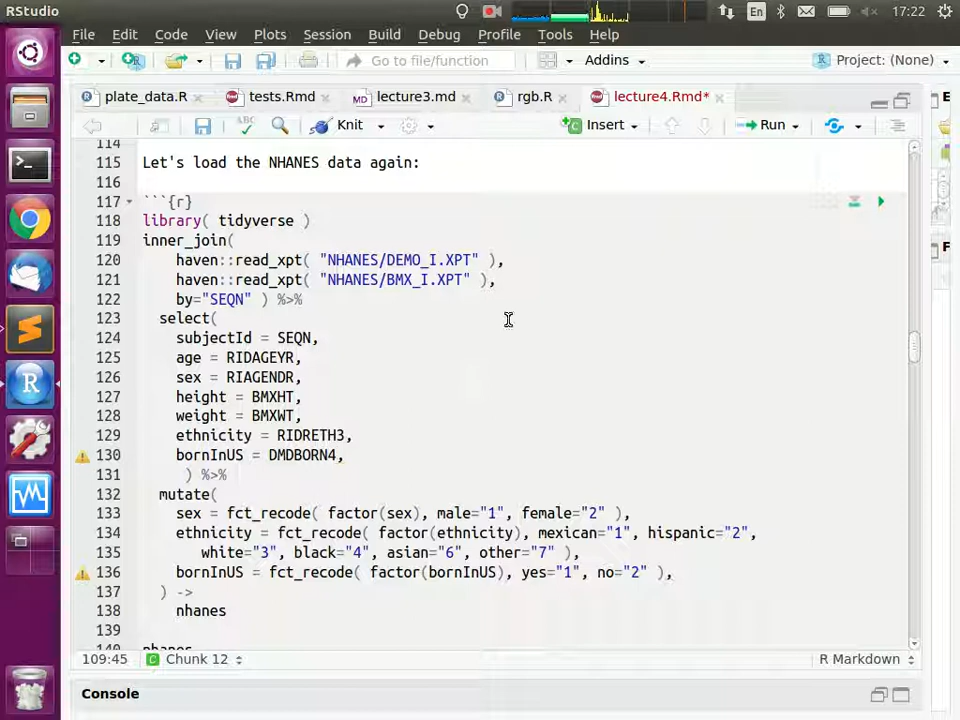 RStudio
En
17:22
File Edit Code View Plots Session Build Debug Profile Tools Help
Go to file/function
Addins
Project: (None)
plate_data.R
tests.Rmd
lecture3.md
rgb.R
lecture4.Rmd*
E
ABC
Knit
Insert
Run
114
115 Let's load the NHANES data again:
116
117 ```{r}
118 library( tidyverse )
119 inner_join(
120 haven::read_xpt( "NHANES/DEMO_I.XPT" ),
121 haven::read_xpt( "NHANES/BMX_I.XPT" ),
122 by="SEQN" ) %>%
123 select(
124 subjectId = SEQN,
125 age = RIDAGEYR,
126 sex = RIAGENDR,
127 height = BMXHT,
128 weight = BMXWT,
129 ethnicity = RIDRETH3,
130 bornInUS = DMDBORN4,
131 ) %>%
132 mutate(
133 sex = fct_recode( factor(sex), male="1", female="2" ),
134 ethnicity = fct_recode( factor(ethnicity), mexican="1", hispanic="2",
135 white="3", black="4", asian="6", other="7" ),
136 bornInUS = fct_recode( factor(bornInUS), yes="1", no="2" ),
137 ) ->
138 nhanes
139
140 nhanes
F
109:45
Chunk 12
R Markdown
Console